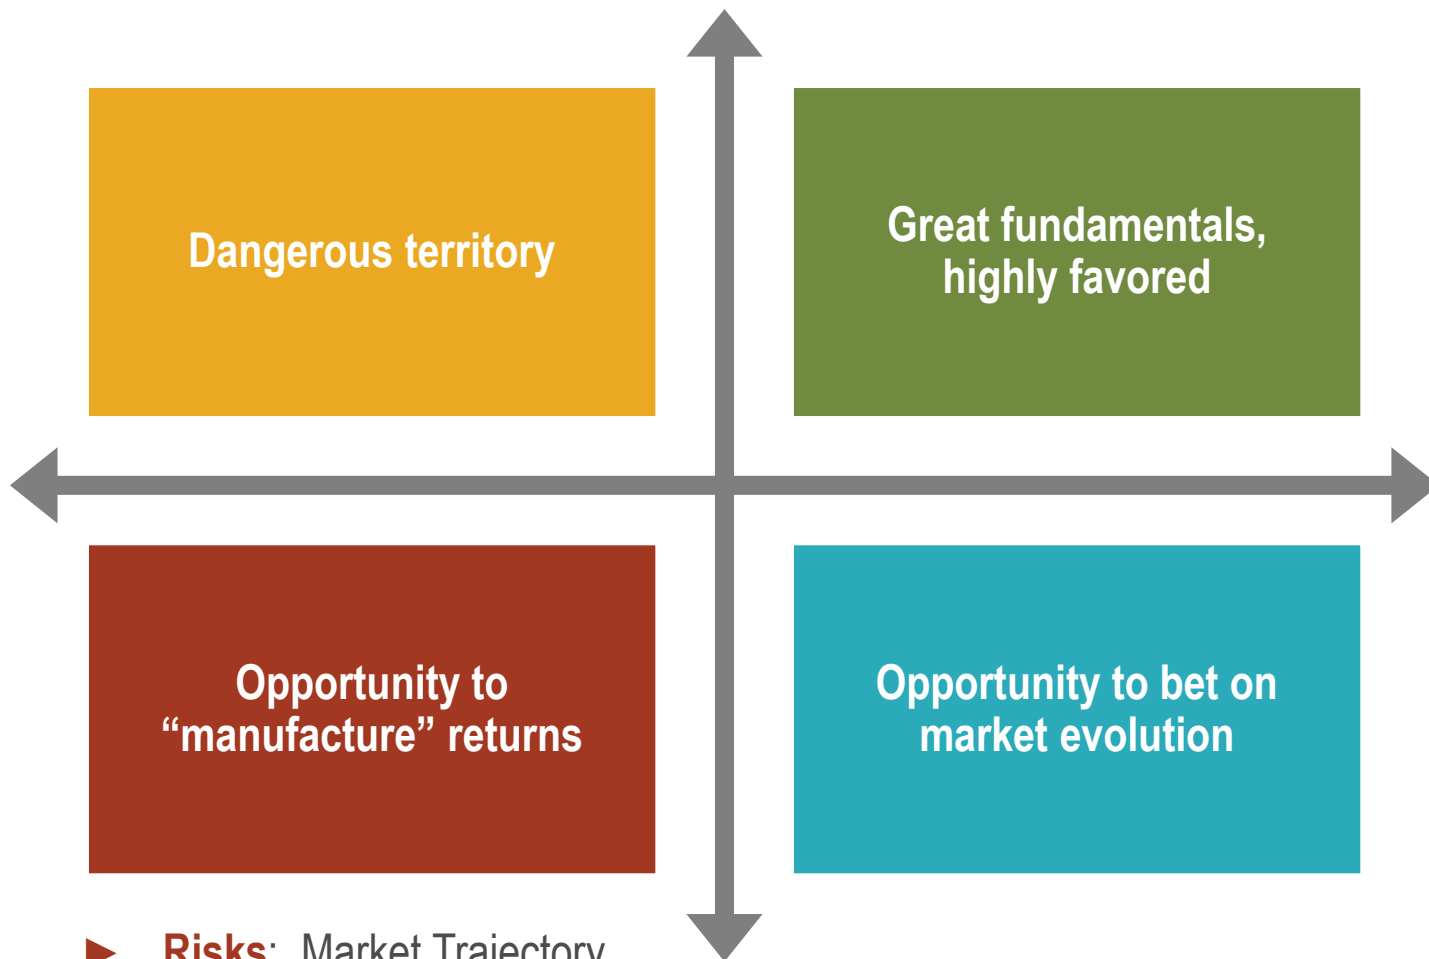 Dangerous territory
Great fundamentals,
highly favored
Opportunity to
“manufacture” returns
Opportunity to bet on
market evolution
► Risks: Market Trajectory